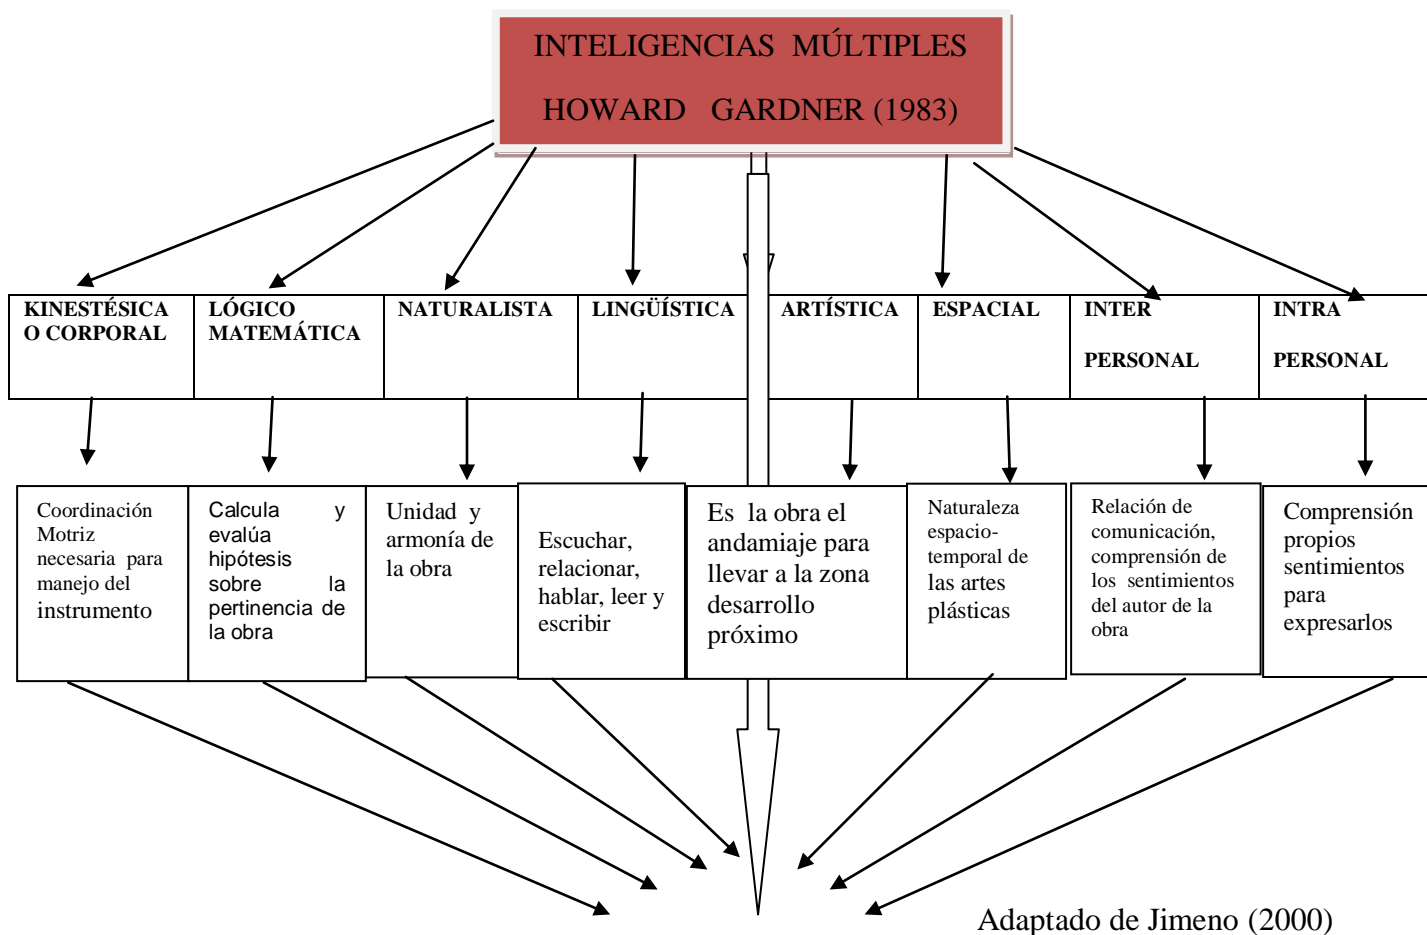 INTELIGENCIAS MÚLTIPLES
HOWARD GARDNER (1983)
KINESTÉSICA
O CORPORAL
LÓGICO
MATEMÁTICA
NATURALISTA
LINGÜÍSTICA
ARTÍSTICA
ESPACIAL
INTER
PERSONAL
INTRA
PERSONAL
Coordinación
Motriz
necesaria para
manejo del
instrumento
Calcula y
evalúa
hipótesis
sobre la
pertinencia de
la obra
Unidad y
armonía de
la obra
Escuchar,
relacionar,
hablar, leer y
escribir
Es la obra el
andamiaje para
llevar a la zona
desarrollo
próximo
Naturaleza
espacio-
temporal de
las artes
plásticas
Relación de
comunicación,
comprensión de
los sentimientos
del autor de la
obra
Comprensión
propios
sentimientos
para
expresarlos
Adaptado de Jimeno (2000)